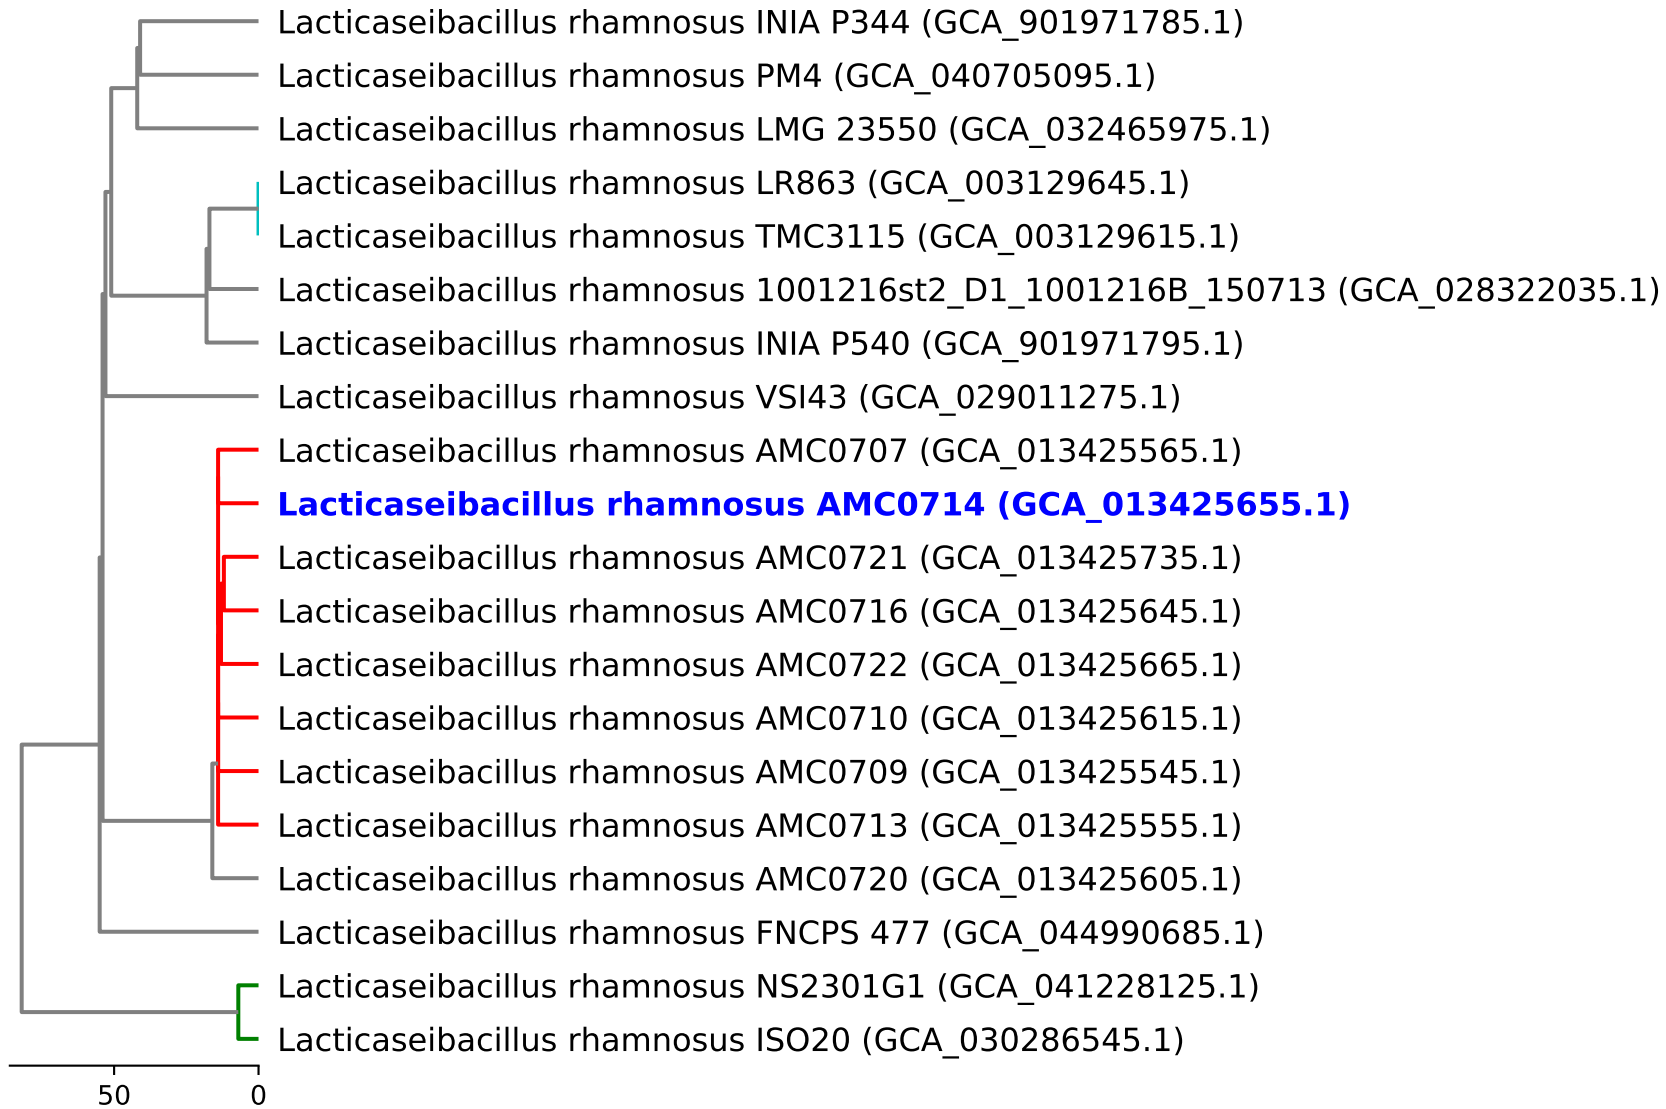 Lacticaseibacillus rhamnosus INIA P344 (GCA_901971785.1)
Lacticaseibacillus rhamnosus PM4 (GCA_040705095.1)
Lacticaseibacillus rhamnosus LMG 23550 (GCA_032465975.1)
Lacticaseibacillus rhamnosus LR863 (GCA_003129645.1)
Lacticaseibacillus rhamnosus TMC3115 (GCA_003129615.1)
Lacticaseibacillus rhamnosus 1001216st2_D1_1001216B_150713 (GCA_028322035.1)
Lacticaseibacillus rhamnosus INIA P540 (GCA_901971795.1)
Lacticaseibacillus rhamnosus VSI43 (GCA_029011275.1)
Lacticaseibacillus rhamnosus AMC0707 (GCA_013425565.1)
Lacticaseibacillus rhamnosus AMC0714 (GCA_013425655.1)
Lacticaseibacillus rhamnosus AMC0721 (GCA_013425735.1)
Lacticaseibacillus rhamnosus AMC0716 (GCA_013425645.1)
Lacticaseibacillus rhamnosus AMC0722 (GCA_013425665.1)
Lacticaseibacillus rhamnosus AMC0710 (GCA_013425615.1)
Lacticaseibacillus rhamnosus AMC0709 (GCA_013425545.1)
Lacticaseibacillus rhamnosus AMC0713 (GCA_013425555.1)
Lacticaseibacillus rhamnosus AMC0720 (GCA_013425605.1)
Lacticaseibacillus rhamnosus FNCPS 477 (GCA_044990685.1)
Lacticaseibacillus rhamnosus NS2301G1 (GCA_041228125.1)
Lacticaseibacillus rhamnosus ISO20 (GCA_030286545.1)
50 0